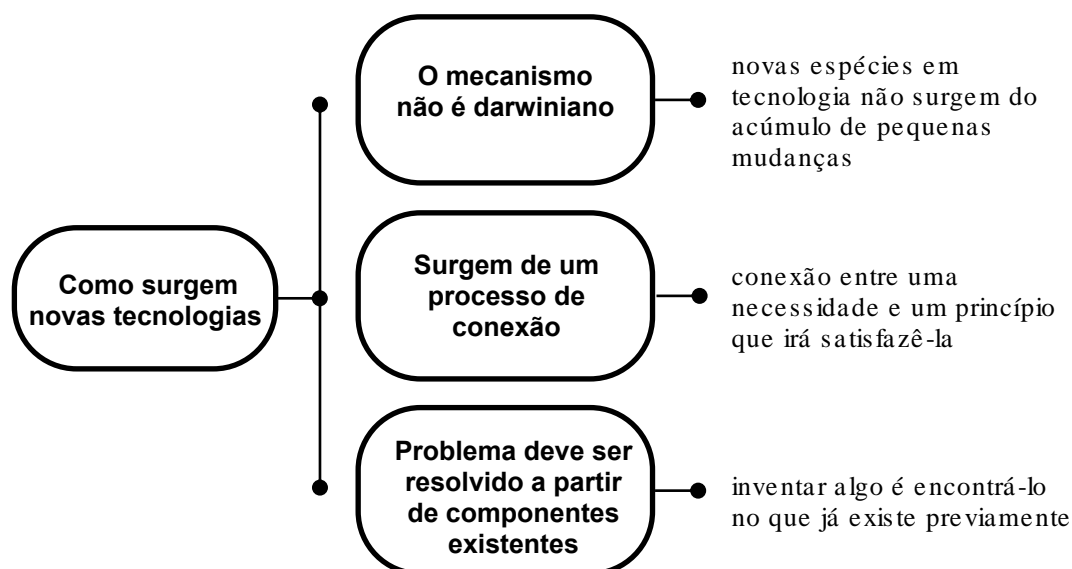 Como surgem
novas tecnologias
O mecanismo
não é darwiniano
novas espécies em
tecnologia não surgem do
acúmulo de pequenas
mudanças
Surgem de um
processo de
conexão
conexão entre uma
necessidade e um princípio
que irá satisfazê-la
Problema deve ser
resolvido a partir
de componentes
existentes
inventar algo é encontrá-lo
no que já existe previamente